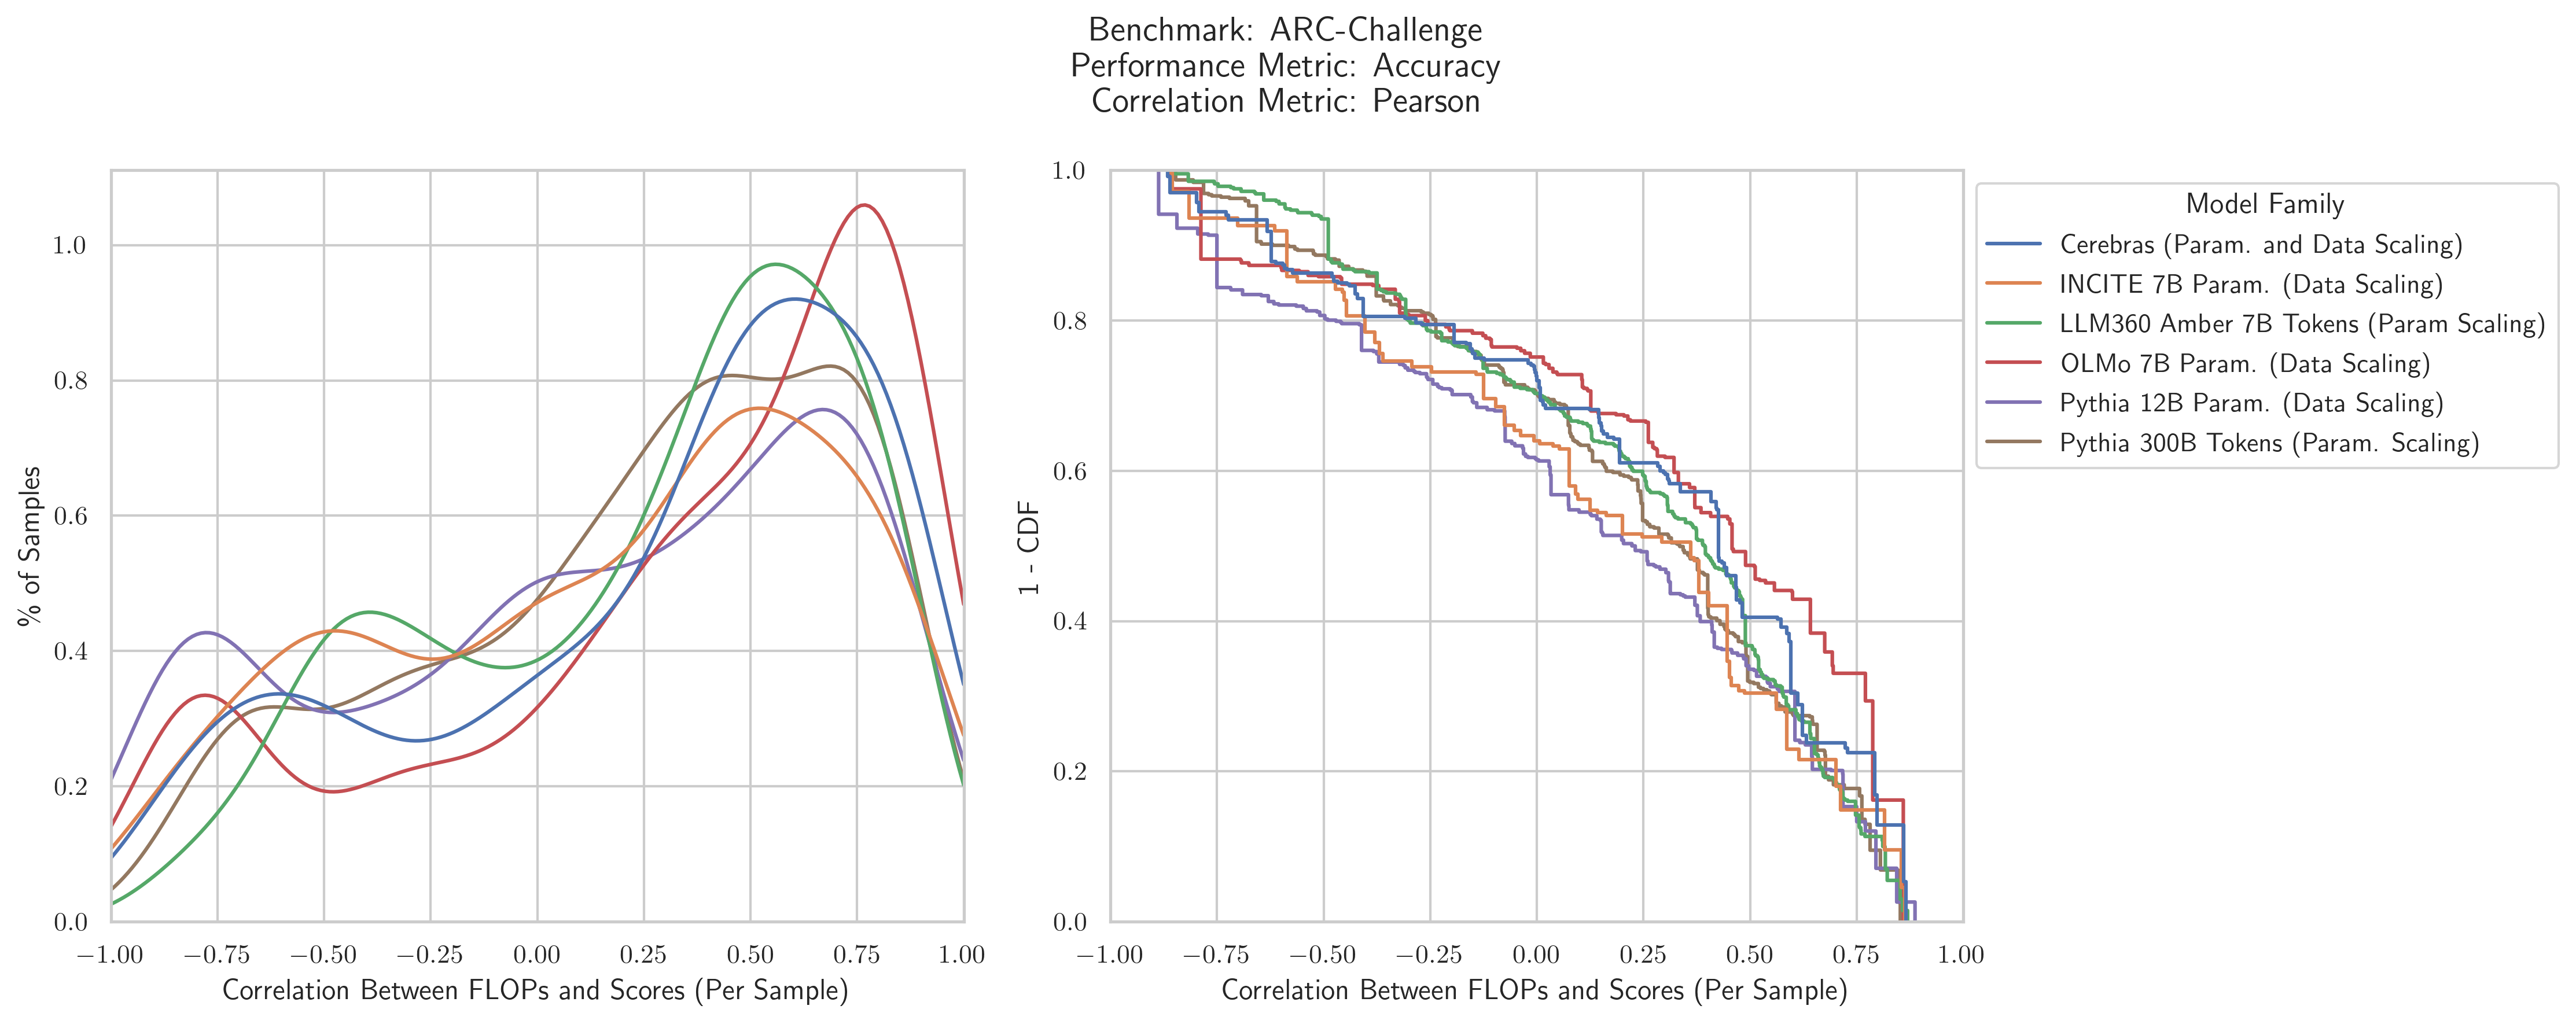 Benchmark: ARC-Challenge
Performance Metric: Accuracy
Correlation Metric: Pearson
% of Samples
1.0
0.8
0.6
0.4
0.2
0.0
−1.00 −0.75 −0.50 −0.25 0.00 0.25 0.50 0.75 1.00
Correlation Between FLOPs and Scores (Per Sample)
1 - CDF
1.0
0.8
0.6
0.4
0.2
0.0
−1.00 −0.75 −0.50 −0.25 0.00 0.25 0.50 0.75 1.00
Correlation Between FLOPs and Scores (Per Sample)
Model Family
Cerebras (Param. and Data Scaling)
INCITE 7B Param. (Data Scaling)
LLM360 Amber 7B Tokens (Param Scaling)
OLMo 7B Param. (Data Scaling)
Pythia 12B Param. (Data Scaling)
Pythia 300B Tokens (Param. Scaling)